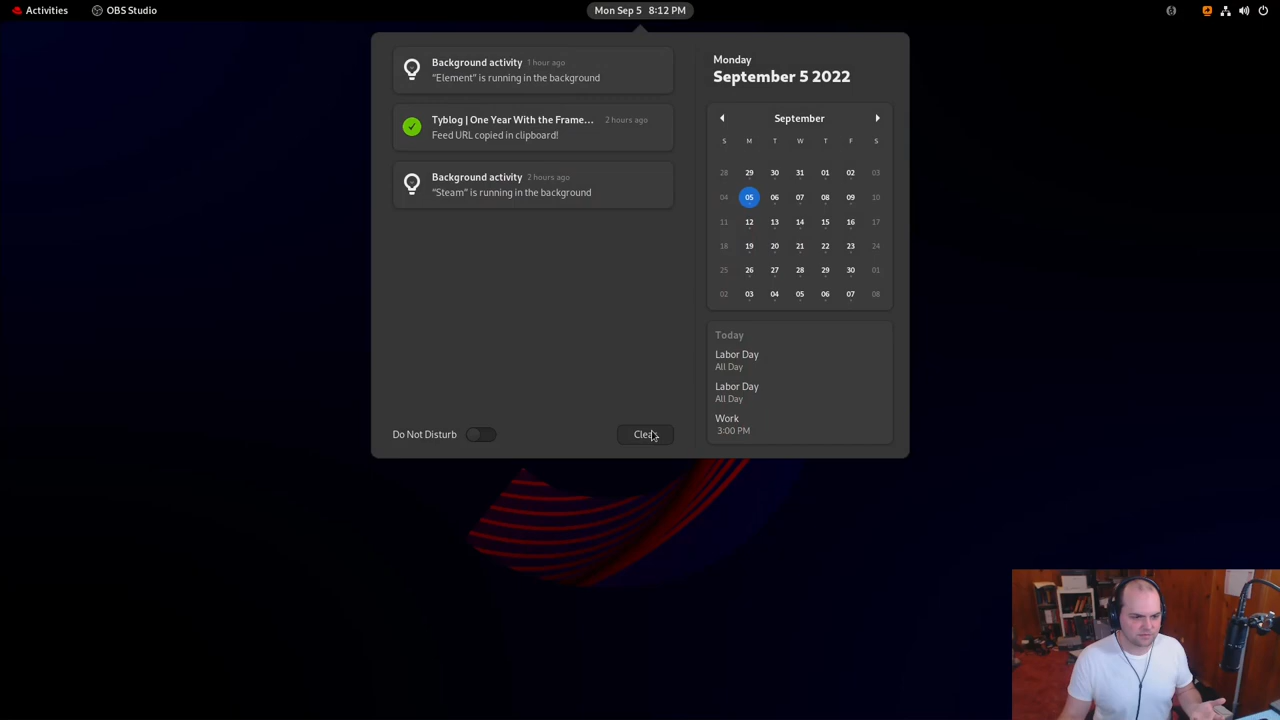 Activities
OBS Studio
Mon Sep 5 8:12 PM
Background activity 1 hour ago
“Element” is running in the background
Tyblog | One Year With the Frame... 2 hours ago
Feed URL copied in clipboard!
Background activity 2 hours ago
“Steam” is running in the background
Do Not Disturb
Clear
Monday
September 5 2022
September
S M T W T F S
28 29 30 31 01 02 03
04 05 06 07 08 09 10
11 12 13 14 15 16 17
18 19 20 21 22 23 24
25 26 27 28 29 30 01
02 03 04 05 06 07 08
Today
Labor Day
All Day
Labor Day
All Day
Work
3:00 PM